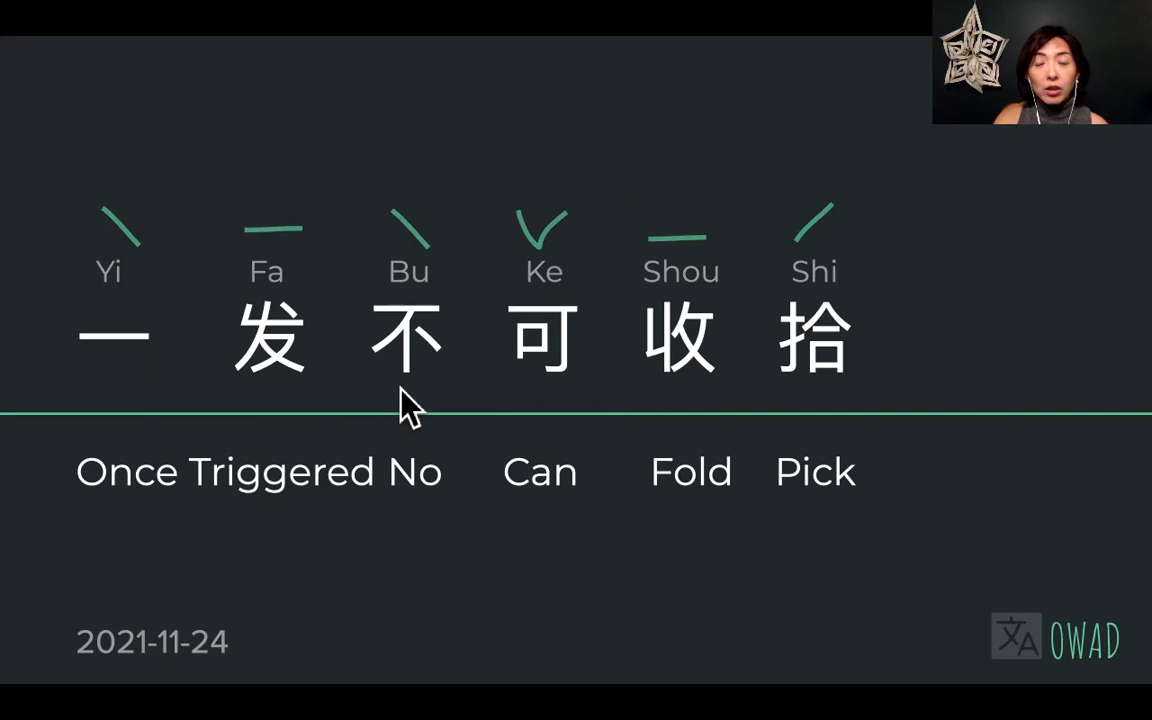 Yi Fa Bu Ke Shou Shi
一发不可收拾
Once Triggered No Can Fold Pick
2021-11-24
文A OWAD